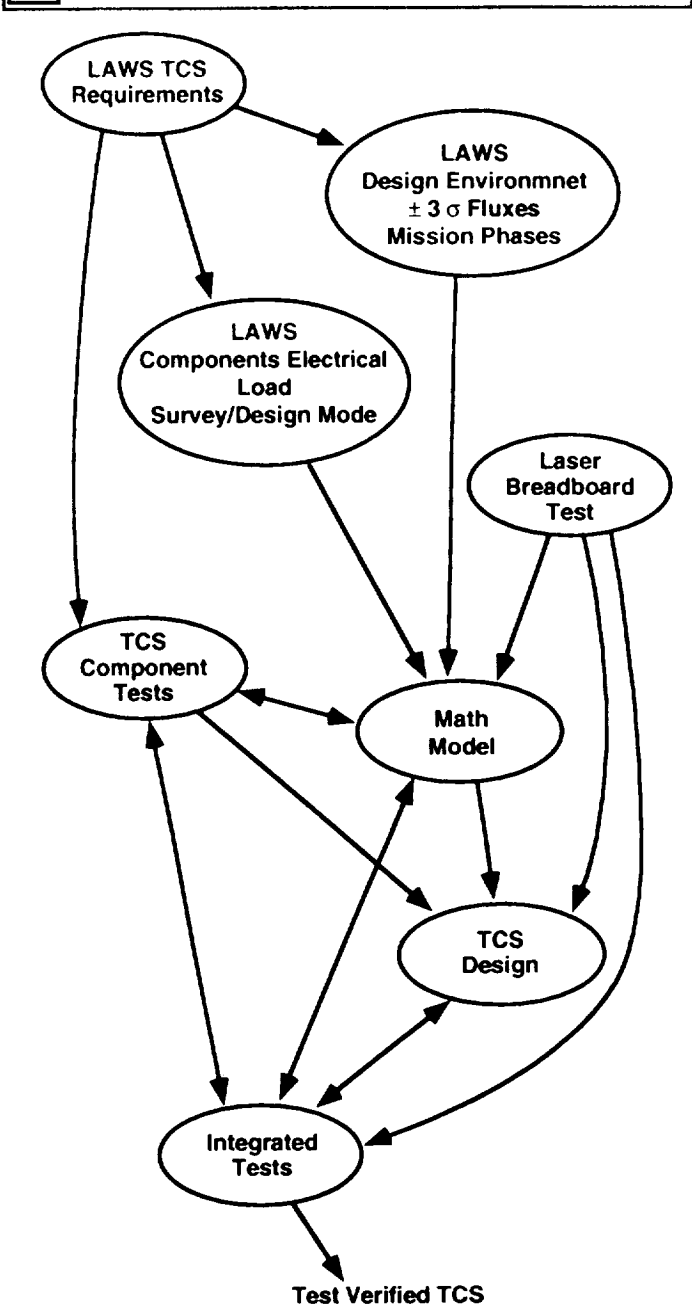 LAWS TCS
Requirements
LAWS
Design Environmnet
± 3 σ Fluxes
Mission Phases
LAWS
Components Electrical
Load
Survey/Design Mode
Laser
Breadboard
Test
TCS
Component
Tests
Math
Model
TCS
Design
Integrated
Tests
Test Verified TCS